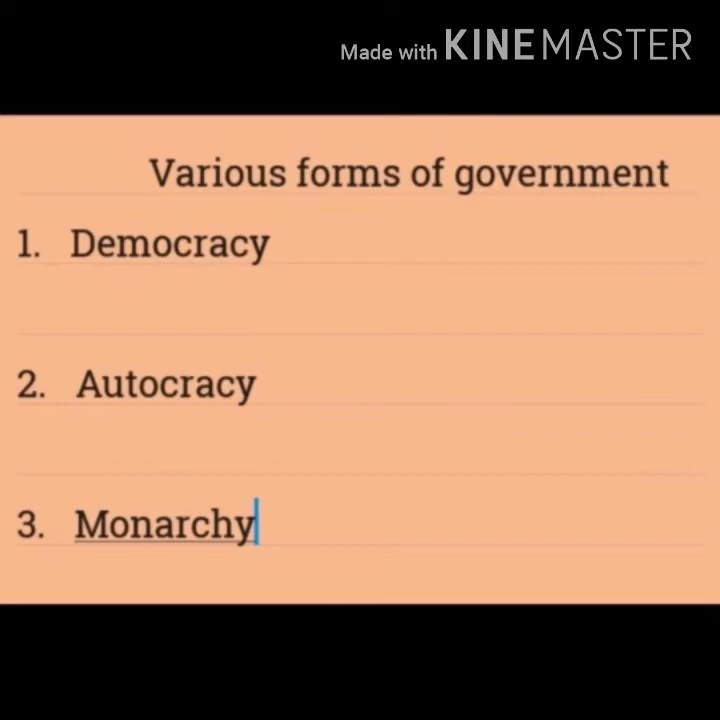 Made with KINEMASTER
Various forms of government
1. Democracy
2. Autocracy
3. Monarchy